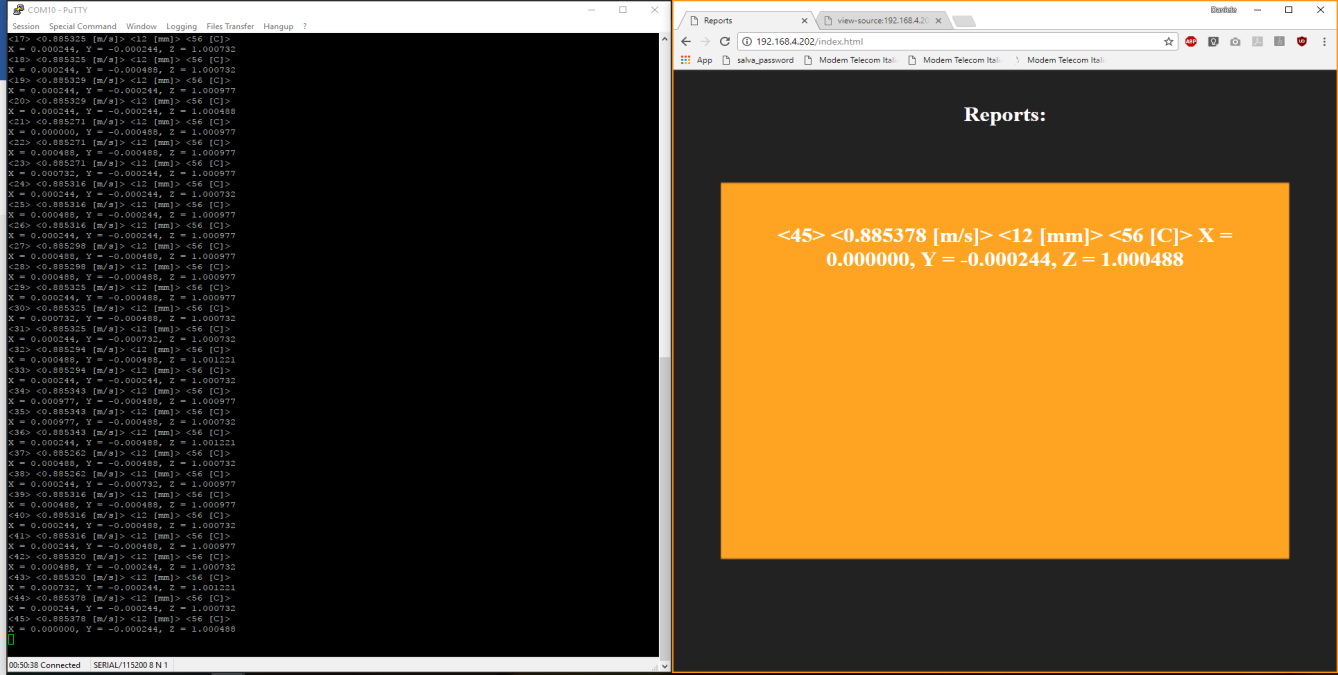 COM10 - PuTTY
Session Special Command Window Logging Files Transfer Hangup ?
<17> <0.885325 [m/s]> <12 [mm]> <56 [C]>
X = 0.000244, Y = -0.000488, Z = 1.000732
<18> <0.885325 [m/s]> <12 [mm]> <56 [C]>
X = 0.000244, Y = -0.000488, Z = 1.000732
<19> <0.885329 [m/s]> <12 [mm]> <56 [C]>
X = 0.000244, Y = -0.000244, Z = 1.000977
<20> <0.885329 [m/s]> <12 [mm]> <56 [C]>
X = 0.000244, Y = -0.000244, Z = 1.000488
<21> <0.885271 [m/s]> <12 [mm]> <56 [C]>
X = 0.000000, Y = -0.000488, Z = 1.000977
<22> <0.885271 [m/s]> <12 [mm]> <56 [C]>
X = 0.000488, Y = -0.000488, Z = 1.000977
<23> <0.885271 [m/s]> <12 [mm]> <56 [C]>
X = 0.000732, Y = -0.000244, Z = 1.000977
<24> <0.885316 [m/s]> <12 [mm]> <56 [C]>
X = 0.000244, Y = -0.000244, Z = 1.000732
<25> <0.885316 [m/s]> <12 [mm]> <56 [C]>
X = 0.000488, Y = -0.000244, Z = 1.000977
<26> <0.885316 [m/s]> <12 [mm]> <56 [C]>
X = 0.000244, Y = -0.000244, Z = 1.000977
<27> <0.885298 [m/s]> <12 [mm]> <56 [C]>
X = 0.000488, Y = -0.000488, Z = 1.000977
<28> <0.885298 [m/s]> <12 [mm]> <56 [C]>
X = 0.000488, Y = -0.000488, Z = 1.000977
<29> <0.885325 [m/s]> <12 [mm]> <56 [C]>
X = 0.000244, Y = -0.000488, Z = 1.000977
<30> <0.885325 [m/s]> <12 [mm]> <56 [C]>
X = 0.000732, Y = -0.000488, Z = 1.000977
<31> <0.885325 [m/s]> <12 [mm]> <56 [C]>
X = 0.000244, Y = -0.000732, Z = 1.000732
<32> <0.885294 [m/s]> <12 [mm]> <56 [C]>
X = 0.000488, Y = -0.000488, Z = 1.001221
<33> <0.885294 [m/s]> <12 [mm]> <56 [C]>
X = 0.000244, Y = -0.000244, Z = 1.000732
<34> <0.885343 [m/s]> <12 [mm]> <56 [C]>
X = 0.000977, Y = -0.000488, Z = 1.000977
<35> <0.885343 [m/s]> <12 [mm]> <56 [C]>
X = 0.000977, Y = -0.000488, Z = 1.000732
<36> <0.885343 [m/s]> <12 [mm]> <56 [C]>
X = 0.000244, Y = -0.000488, Z = 1.001221
<37> <0.885262 [m/s]> <12 [mm]> <56 [C]>
X = 0.000488, Y = -0.000488, Z = 1.000732
<38> <0.885262 [m/s]> <12 [mm]> <56 [C]>
X = 0.000244, Y = -0.000732, Z = 1.000977
<39> <0.885316 [m/s]> <12 [mm]> <56 [C]>
X = 0.000488, Y = -0.000488, Z = 1.000977
<40> <0.885316 [m/s]> <12 [mm]> <56 [C]>
X = 0.000244, Y = -0.000488, Z = 1.000732
<41> <0.885316 [m/s]> <12 [mm]> <56 [C]>
X = 0.000244, Y = -0.000488, Z = 1.000977
<42> <0.885320 [m/s]> <12 [mm]> <56 [C]>
X = 0.000488, Y = -0.000244, Z = 1.000732
<43> <0.885320 [m/s]> <12 [mm]> <56 [C]>
X = 0.000732, Y = -0.000244, Z = 1.001221
<44> <0.885378 [m/s]> <12 [mm]> <56 [C]>
X = 0.000244, Y = -0.000244, Z = 1.000732
<45> <0.885378 [m/s]> <12 [mm]> <56 [C]>
X = 0.000000, Y = -0.000244, Z = 1.000488
00:50:38 Connected SERIAL/115200 8 N 1
Reports view-source:192.168.4.20
192.168.4.202/index.html
ABP
App salva_password Modem Telecom Ital Modem Telecom Ital Modem Telecom Ital
Reports:
<45> <0.885378 [m/s]> <12 [mm]> <56 [C]> X =
0.000000, Y = -0.000244, Z = 1.000488